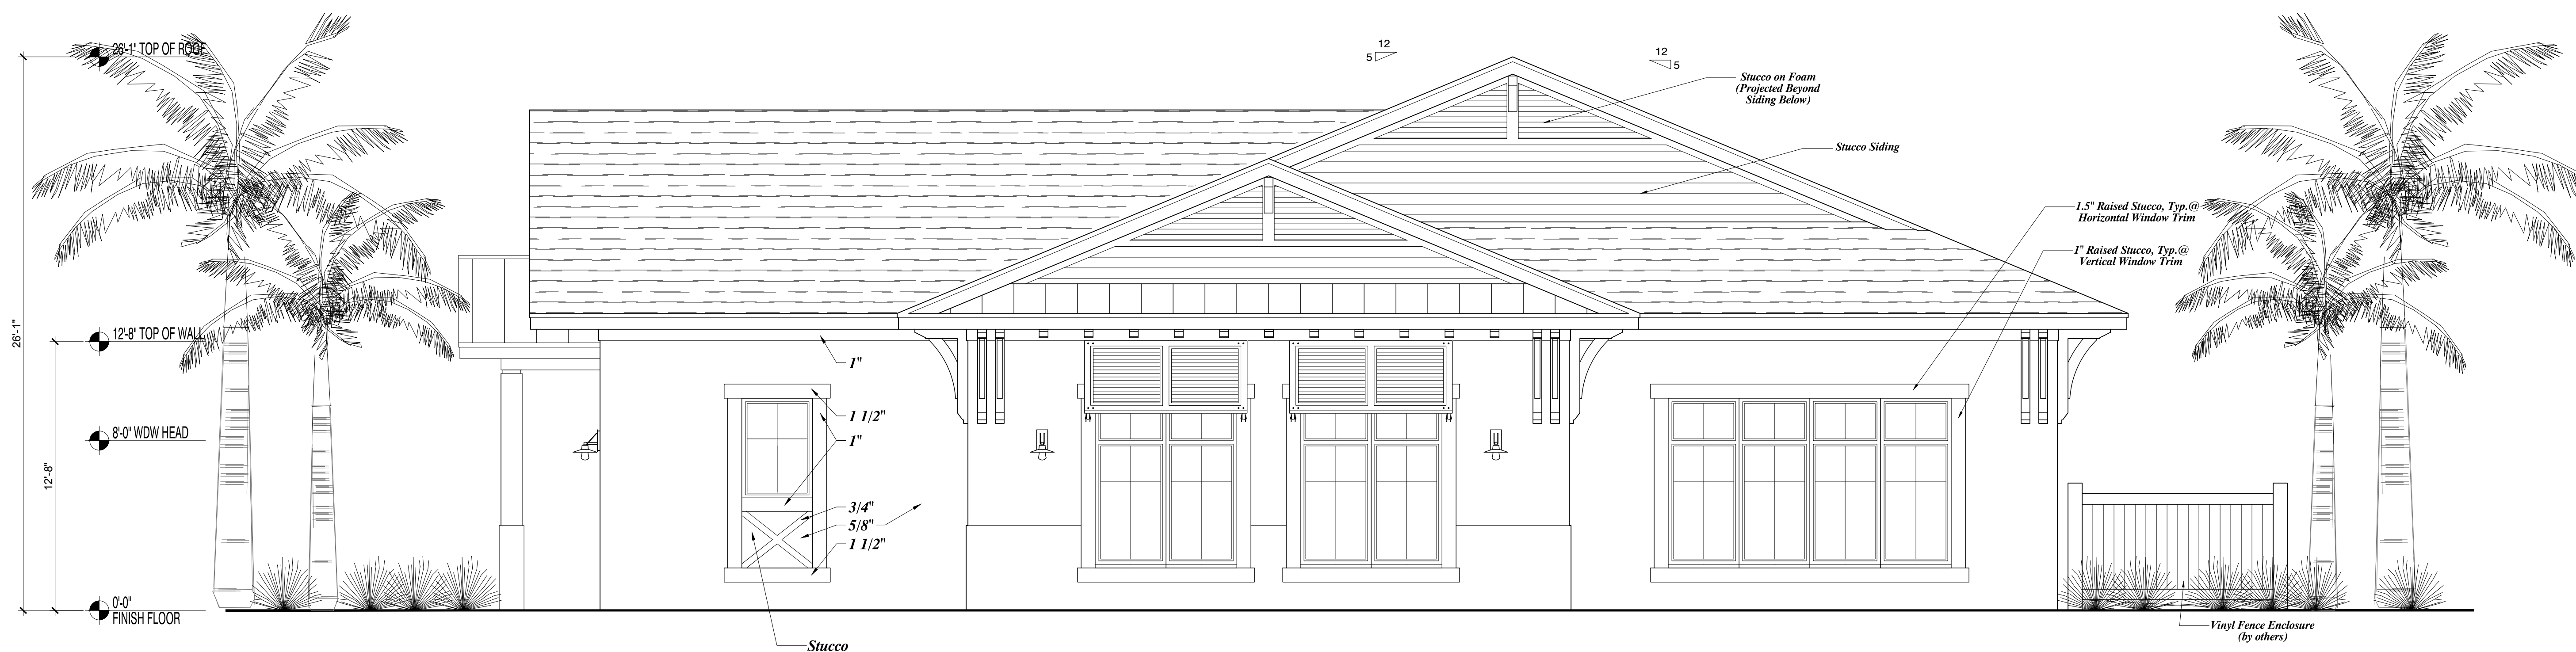 26'-1" TOP OF ROOF
12
5
12
5
Stucco on Foam
(Projected Beyond
Siding Below)
Stucco Siding
1.5" Raised Stucco, Typ.@
Horizontal Window Trim
1" Raised Stucco, Typ.@
Vertical Window Trim
26'-1"
12'-8" TOP OF WALL
1"
1 1/2"
1"
8'-0" WDW HEAD
12'-8"
3/4"
5/8"
1 1/2"
0'-0"
FINISH FLOOR
Stucco
Vinyl Fence Enclosure
(by others)